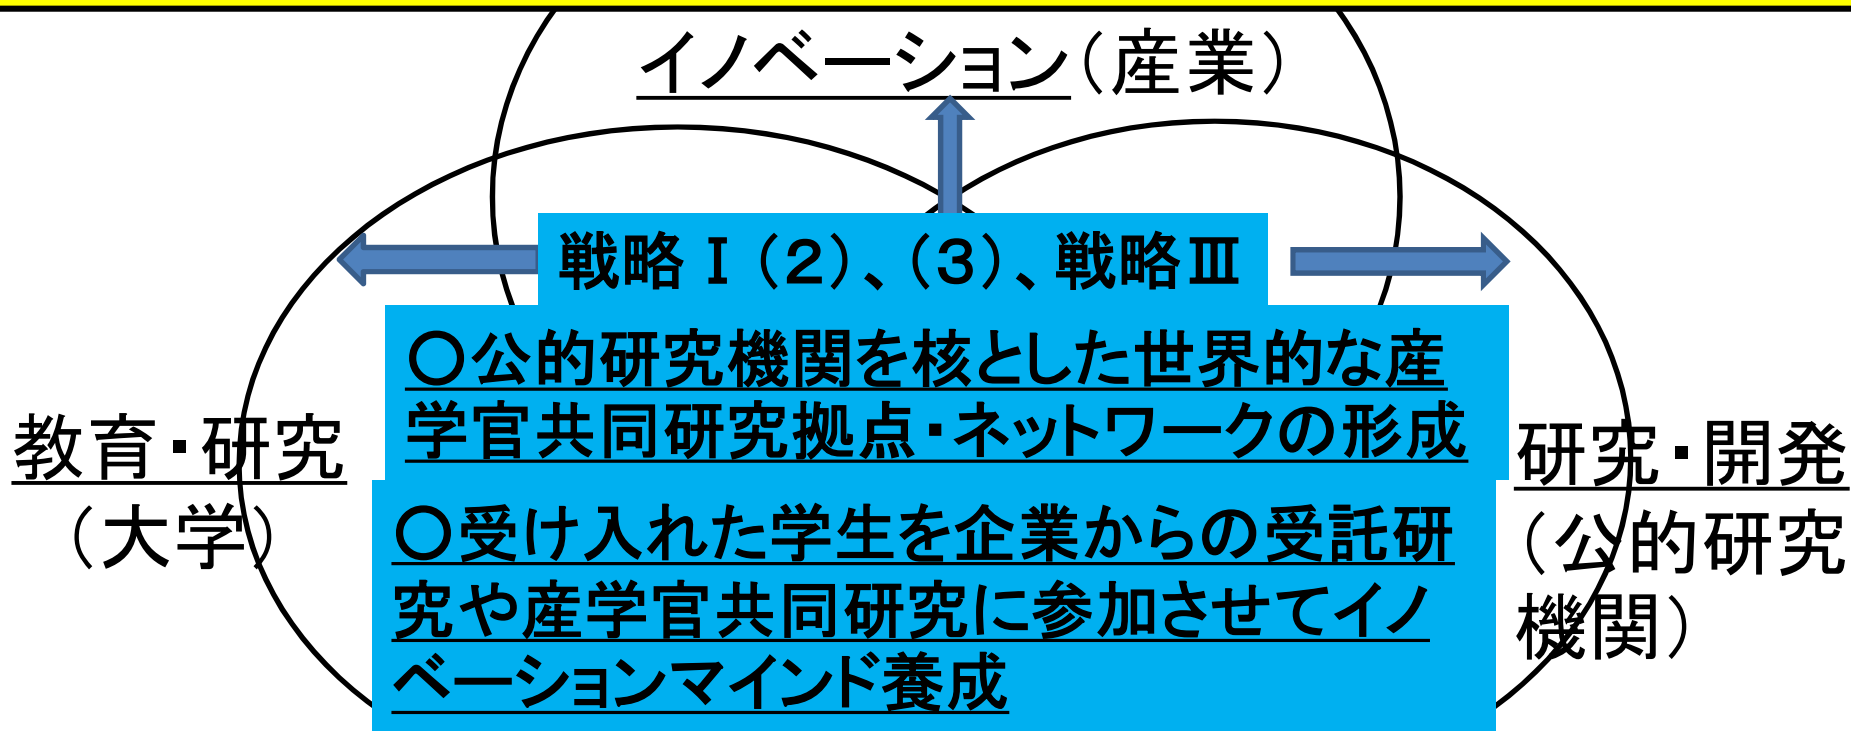 イノベーション（産業）
戦略Ⅰ（２）、（３）、戦略Ⅲ
○公的研究機関を核とした世界的な産
学官共同研究拠点・ネットワークの形成
教育・研究
（大学）
○受け入れた学生を企業からの受託研
究や産学官共同研究に参加させてイノ
ベーションマインド養成
研究・開発
（公的研究
機関）